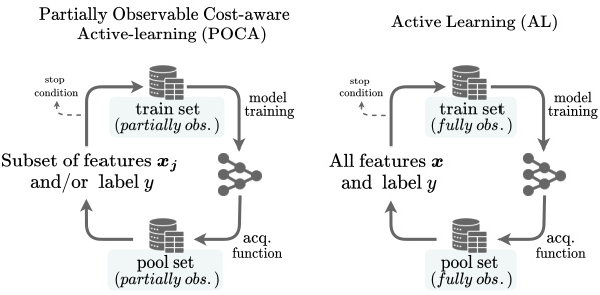 Partially Observable Cost-aware
Active-learning (POCA)
stop
condition
train set
(partially obs.)
model
training
Subset of features x_j
and/or label y
acq.
function
pool set
(partially obs.)
Active Learning (AL)
stop
condition
train set
(fully obs.)
model
training
All features x
and label y
acq.
function
pool set
(fully obs.)